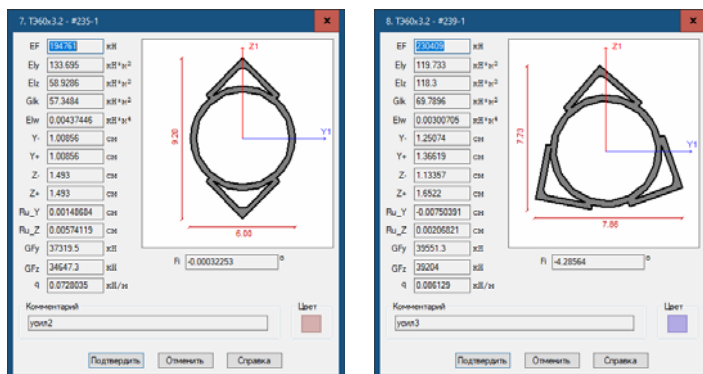 7. ТЭ60x3.2 - #235-1
x
EF 194761 кН
EIy 133.695 кН*м²
EIz 58.9286 кН*м²
GIk 57.3484 кН*м²
EIw 0.00437446 кН*м⁴
Y- 1.00856 см
Y+ 1.00856 см
Z- 1.493 см
Z+ 1.493 см
Ru_Y 0.00148684 см
Ru_Z 0.00574119 см
GFy 37319.5 кН
GFz 34647.3 кН
q 0.0728035 кН/м
Z1
Y1
9.20
6.00
Fi -0.00032253 °
Комментарий
усил2
Цвет
Подтвердить Отменить Справка
8. ТЭ60x3.2 - #239-1
x
EF 230409 кН
EIy 119.733 кН*м²
EIz 118.3 кН*м²
GIk 69.7896 кН*м²
EIw 0.00300705 кН*м⁴
Y- 1.25074 см
Y+ 1.36619 см
Z- 1.13357 см
Z+ 1.6522 см
Ru_Y -0.00750391 см
Ru_Z 0.00206821 см
GFy 39551.3 кН
GFz 39204 кН
q 0.086129 кН/м
Z1
Y1
7.73
7.86
Fi -4.28564 °
Комментарий
усил3
Цвет
Подтвердить Отменить Справка